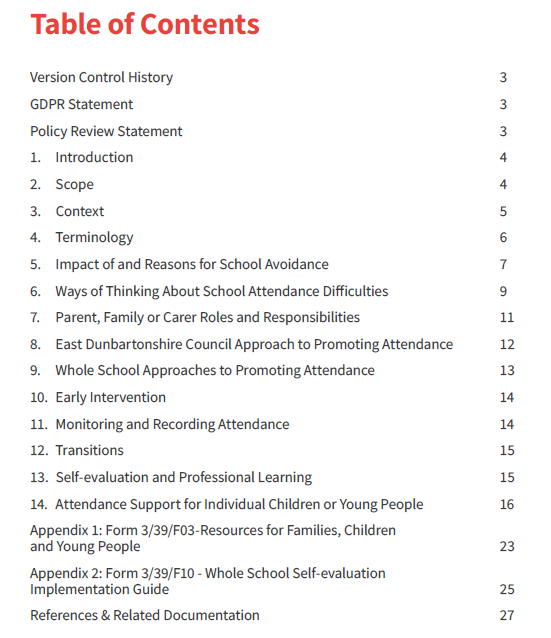 Table of Contents
Version Control History 3
GDPR Statement 3
Policy Review Statement 3
1. Introduction 4
2. Scope 4
3. Context 5
4. Terminology 6
5. Impact of and Reasons for School Avoidance 7
6. Ways of Thinking About School Attendance Difficulties 9
7. Parent, Family or Carer Roles and Responsibilities 11
8. East Dunbartonshire Council Approach to Promoting Attendance 12
9. Whole School Approaches to Promoting Attendance 13
10. Early Intervention 14
11. Monitoring and Recording Attendance 14
12. Transitions 15
13. Self-evaluation and Professional Learning 15
14. Attendance Support for Individual Children or Young People 16
Appendix 1: Form 3/39/F03-Resources for Families, Children
and Young People 23
Appendix 2: Form 3/39/F10 - Whole School Self-evaluation
Implementation Guide 25
References & Related Documentation 27